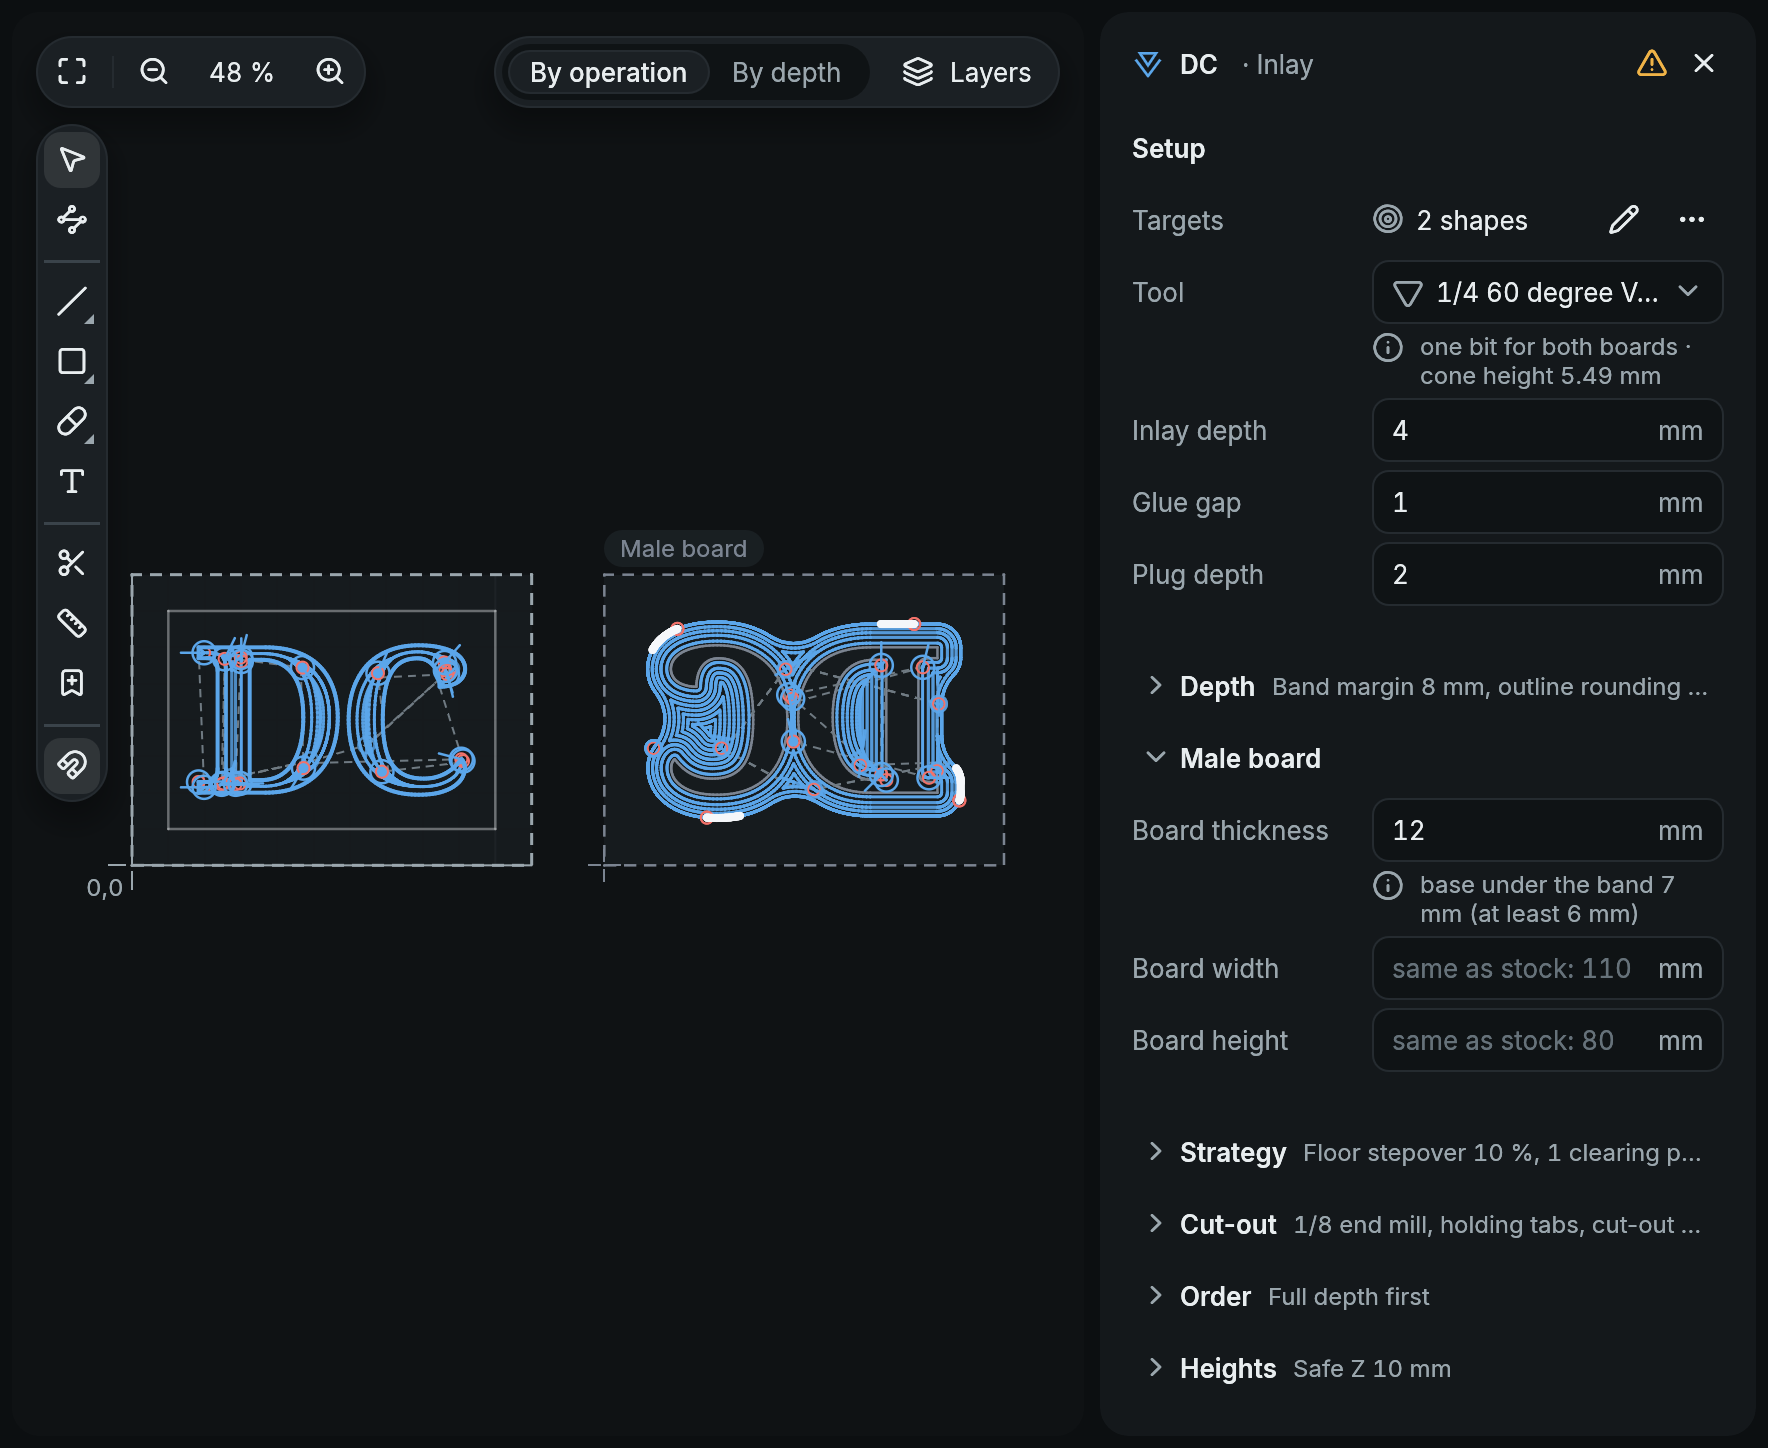 48 %
By operation
By depth
Layers
Male board
0,0
DC · Inlay
Setup
Targets
2 shapes
Tool
1/4 60 degree V...
one bit for both boards ·
cone height 5.49 mm
Inlay depth
4 mm
Glue gap
1 mm
Plug depth
2 mm
Depth Band margin 8 mm, outline rounding ...
Male board
Board thickness
12 mm
base under the band 7
mm (at least 6 mm)
Board width
same as stock: 110 mm
Board height
same as stock: 80 mm
Strategy Floor stepover 10 %, 1 clearing p...
Cut-out 1/8 end mill, holding tabs, cut-out ...
Order Full depth first
Heights Safe Z 10 mm